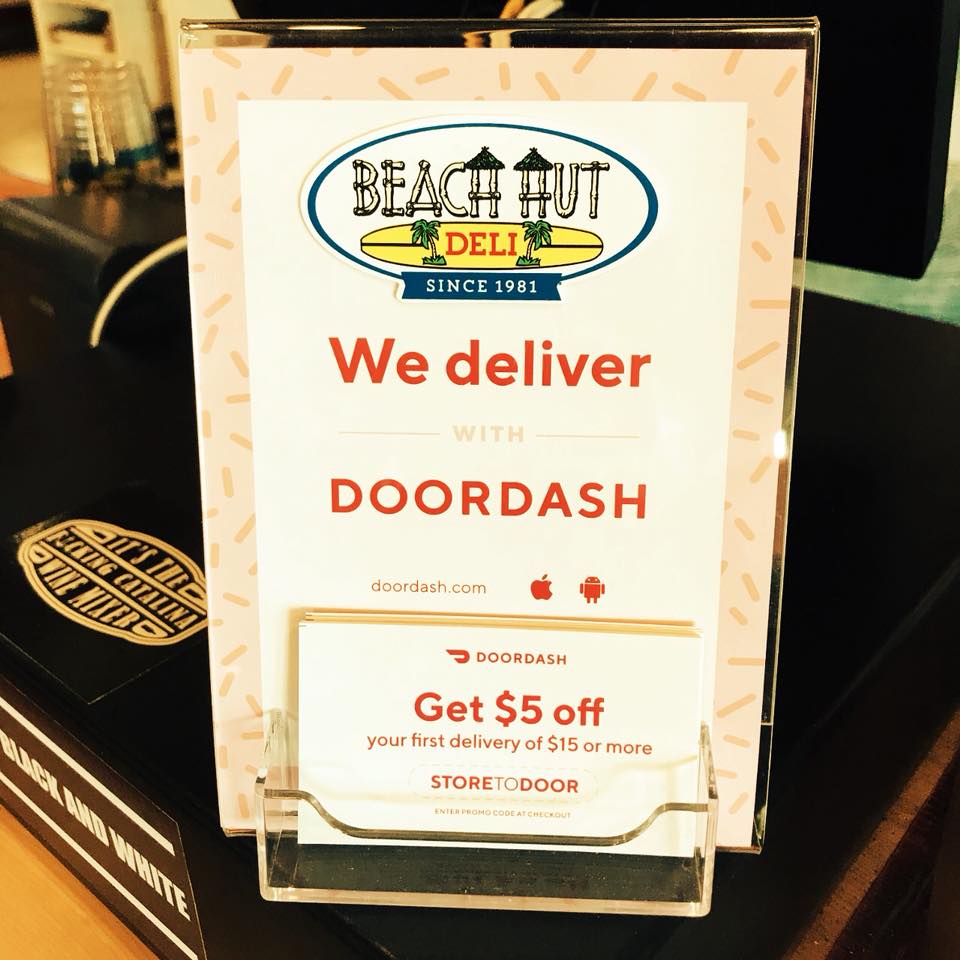 BEACH HUT
DELI
SINCE 1981
We deliver
WITH
DOORDASH
doordash.com
DOORDASH
Get $5 off
your first delivery of $15 or more
STORETODOOR
ENTER PROMO CODE AT CHECKOUT
IT'S THE
FUCKING CATALINA
WINE MIXER
BLACK AND WHITE